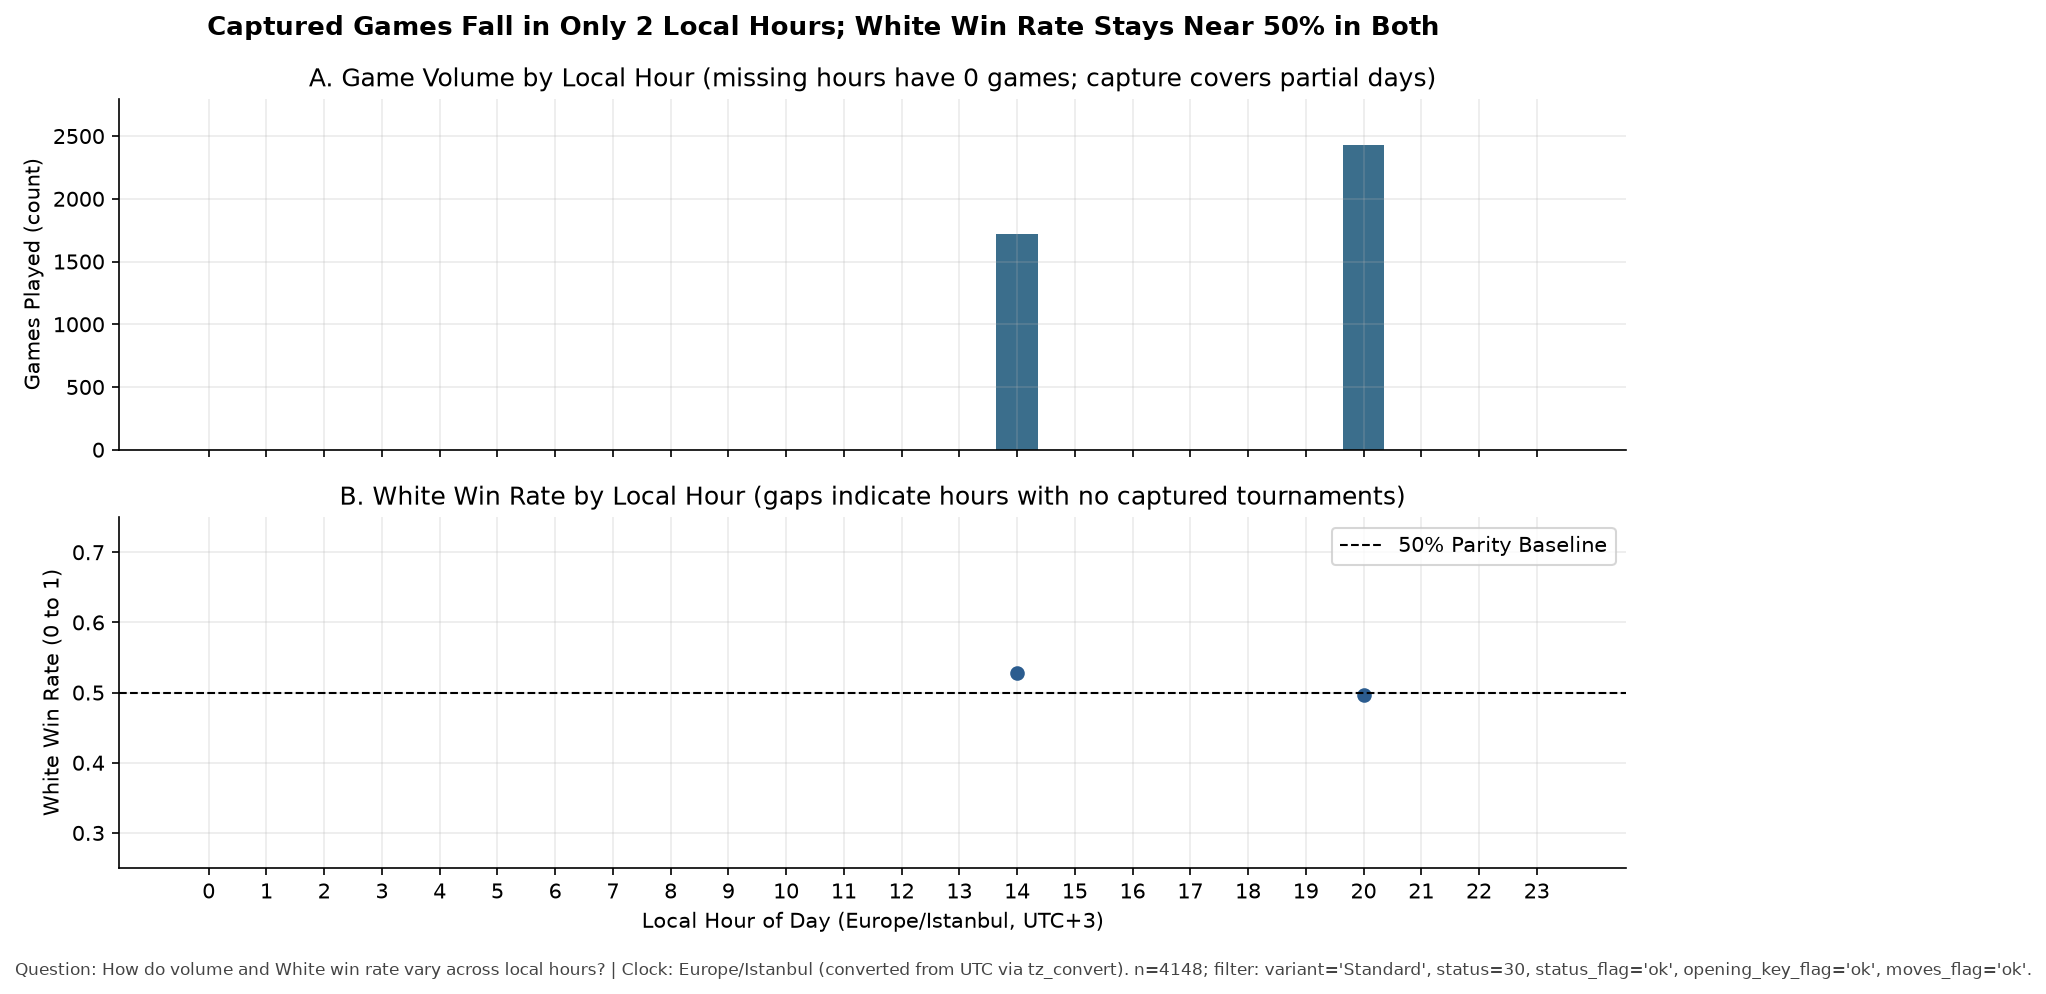 Captured Games Fall in Only 2 Local Hours; White Win Rate Stays Near 50% in Both
A. Game Volume by Local Hour (missing hours have 0 games; capture covers partial days)
Games Played (count)
2500
2000
1500
1000
500
0
B. White Win Rate by Local Hour (gaps indicate hours with no captured tournaments)
50% Parity Baseline
White Win Rate (0 to 1)
0.7
0.6
0.5
0.4
0.3
0 1 2 3 4 5 6 7 8 9 10 11 12 13 14 15 16 17 18 19 20 21 22 23
Local Hour of Day (Europe/Istanbul, UTC+3)
Question: How do volume and White win rate vary across local hours? | Clock: Europe/Istanbul (converted from UTC via tz_convert). n=4148; filter: variant='Standard', status=30, status_flag='ok', opening_key_flag='ok', moves_flag='ok'.